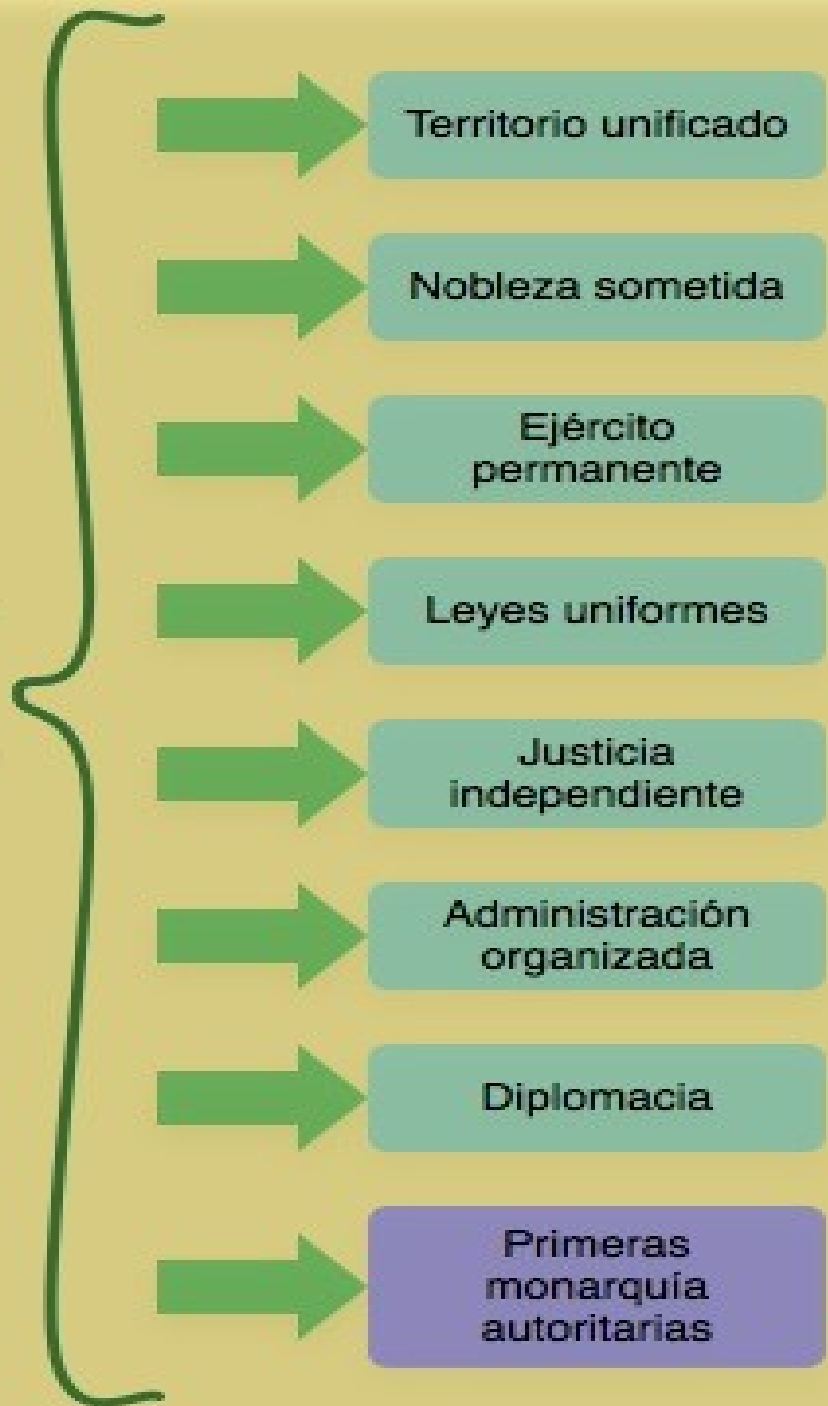 Territorio unificado
Nobleza sometida
Ejército
permanente
Leyes uniformes
Justicia
independiente
Administración
organizada
Diplomacia
Primeras
monarquía
autoritarias